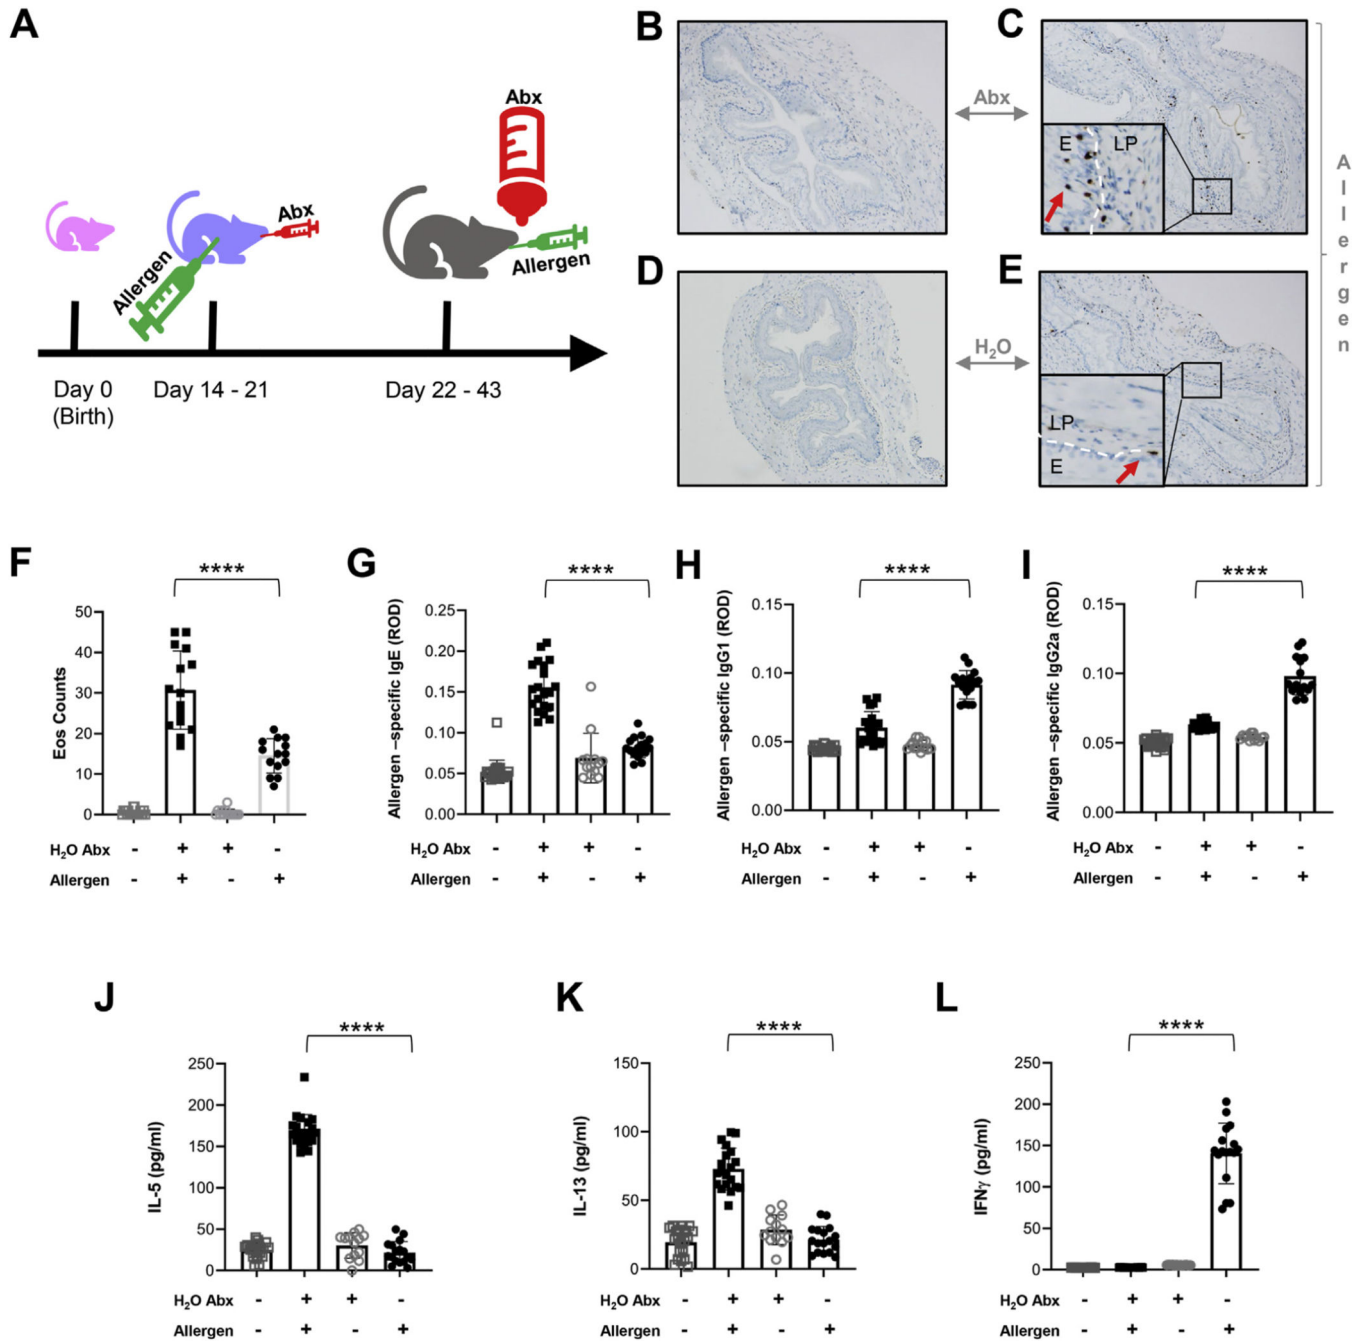 A
B
C
Abx
Abx
Allergen
Allergen
Day 0
(Birth)
Day 14 - 21
Day 22 - 43
Abx
E
LP
D
E
H2O
LP
E
Allergen
F
****
Eos Counts
50
40
30
20
10
0
H2O Abx - + + -
Allergen - + - +
G
****
Allergen –specific IgE (ROD)
0.25
0.20
0.15
0.10
0.05
0.00
H2O Abx - + + -
Allergen - + - +
H
****
Allergen –specific IgG1 (ROD)
0.15
0.10
0.05
0.00
H2O Abx - + + -
Allergen - + - +
I
****
Allergen –specific IgG2a (ROD)
0.15
0.10
0.05
0.00
H2O Abx - + + -
Allergen - + - +
J
****
IL-5 (pg/ml)
250
200
150
100
50
0
H2O Abx - + + -
Allergen - + - +
K
****
IL-13 (pg/ml)
150
100
50
0
H2O Abx - + + -
Allergen - + - +
L
****
IFNγ (pg/ml)
250
200
150
100
50
0
H2O Abx - + + -
Allergen - + - +